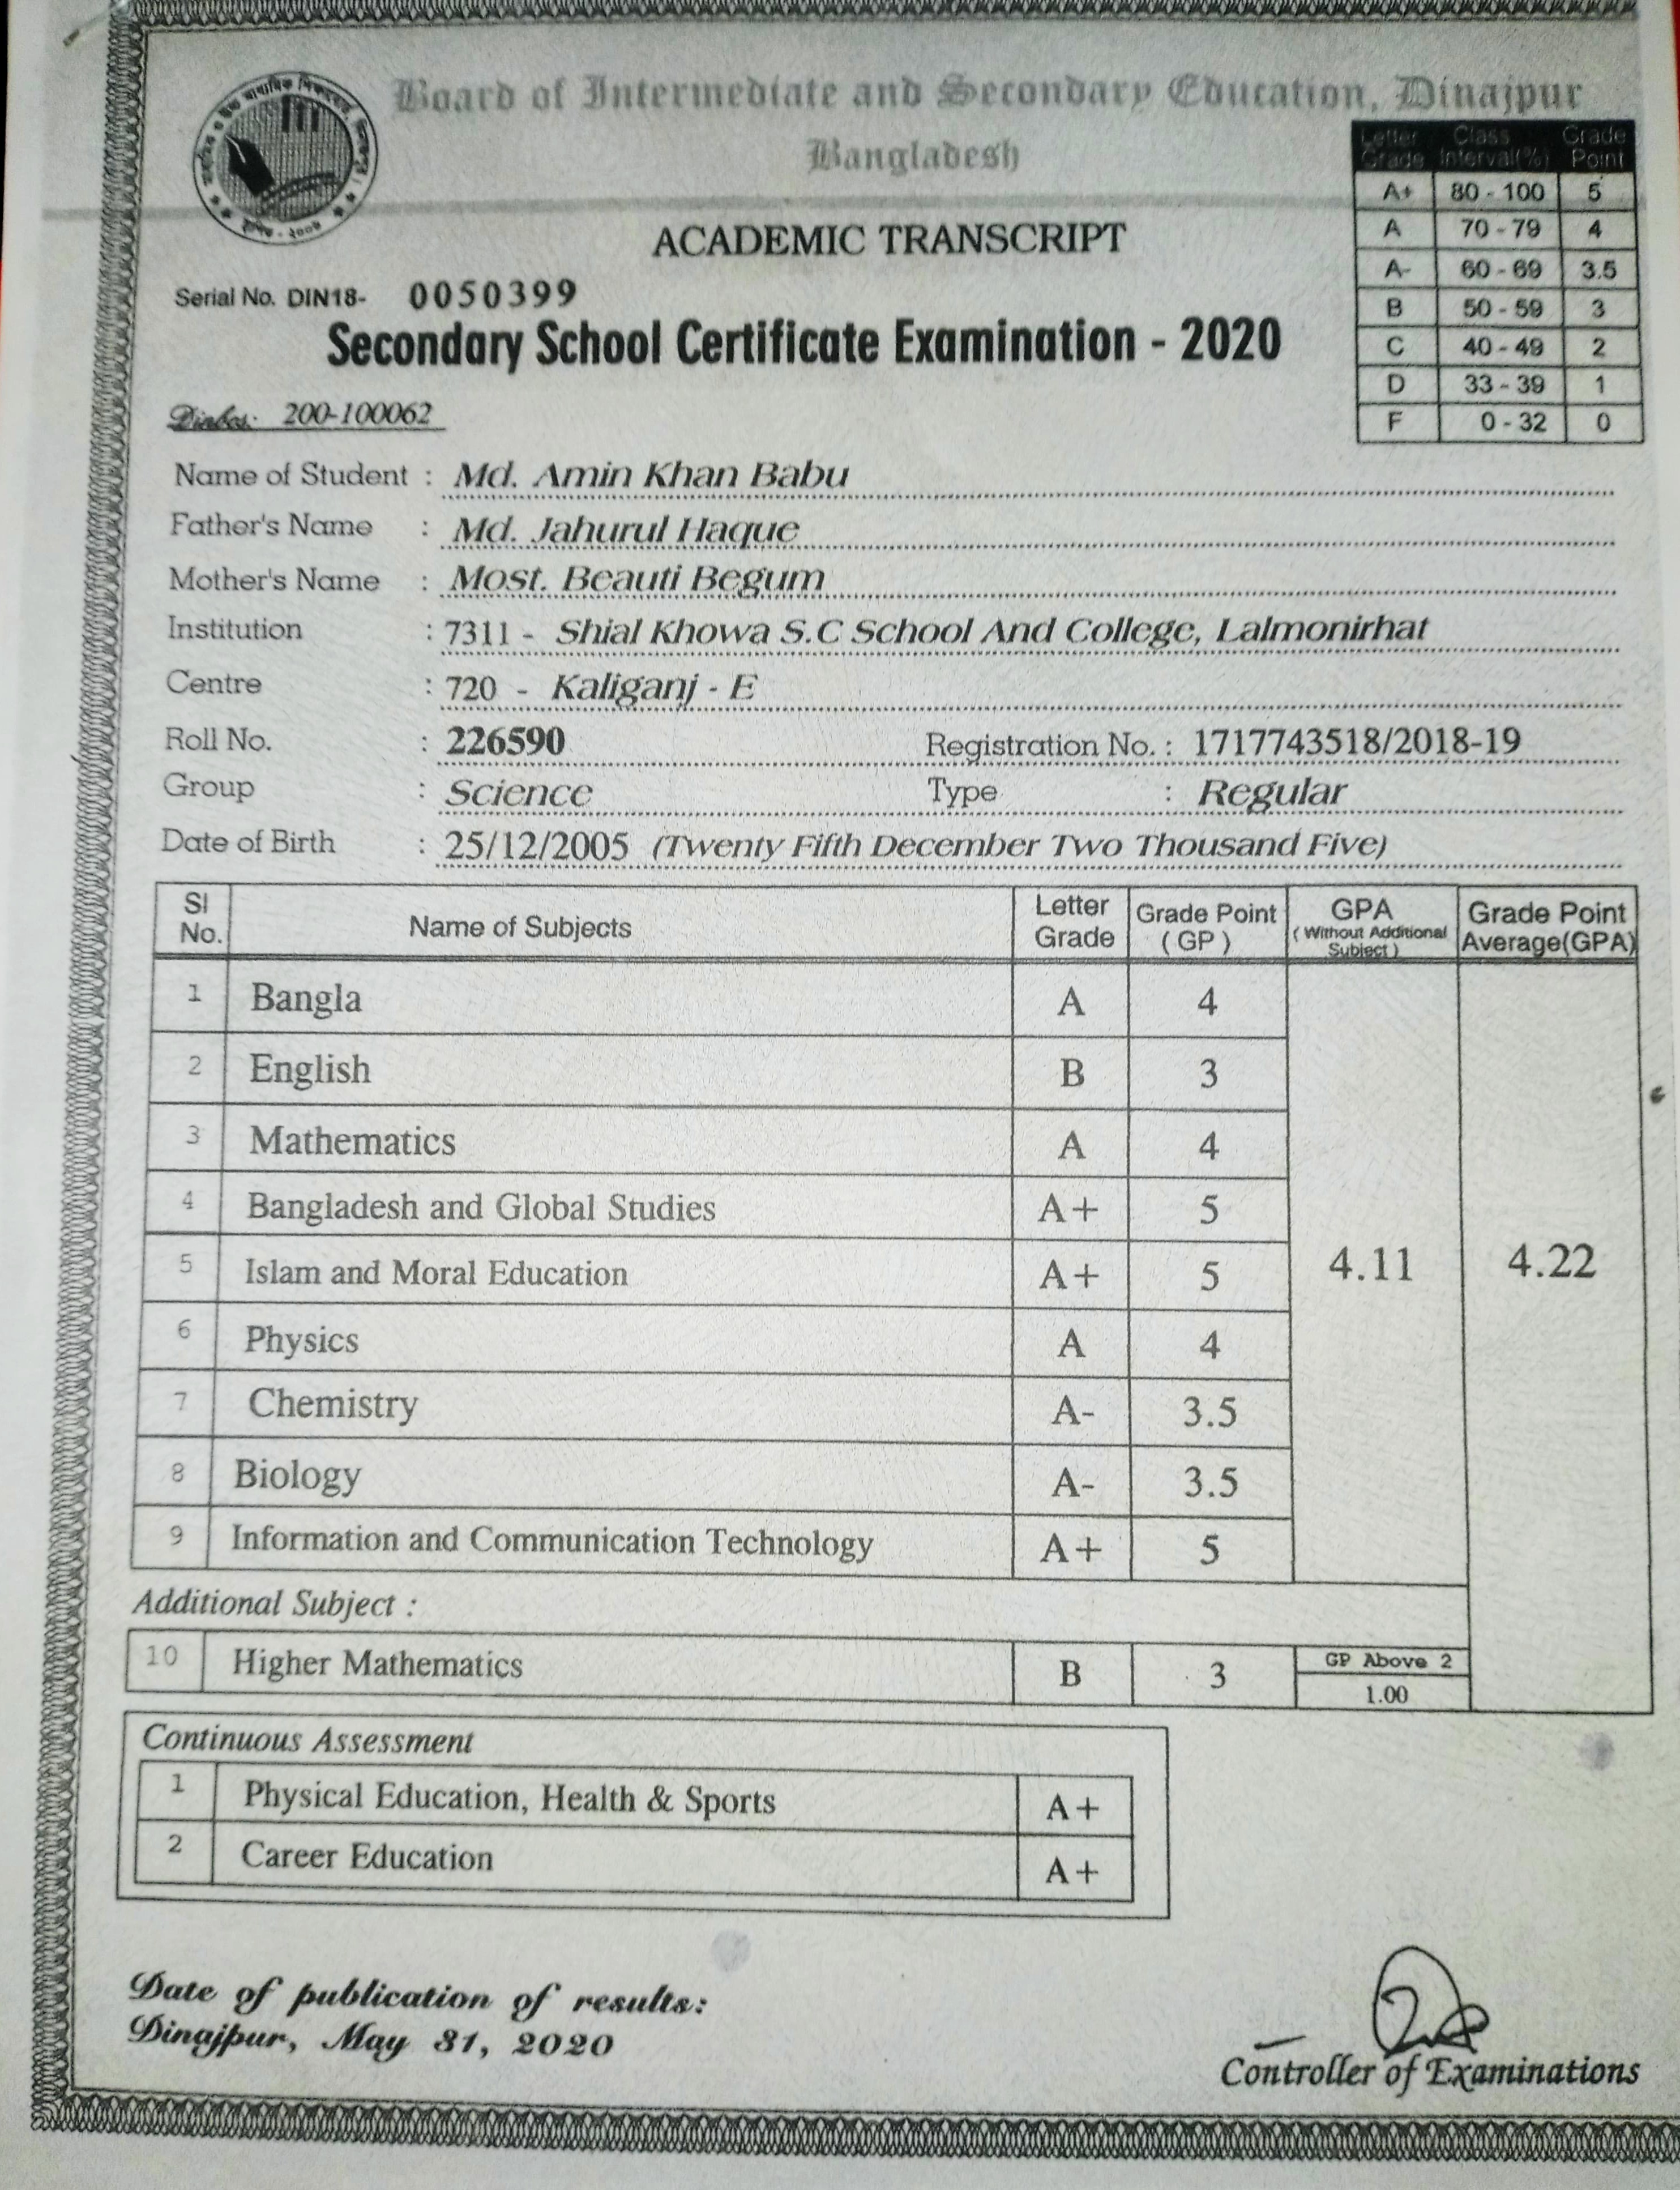 Board of Intermediate and Secondary Education, Dinajpur
Bangladesh
Letter Grade Class Interval(%) Grade Point
A+ 80 - 100 5
A 70 - 79 4
A- 60 - 69 3.5
B 50 - 59 3
C 40 - 49 2
D 33 - 39 1
F 0 - 32 0
ACADEMIC TRANSCRIPT
Serial No. DIN18- 0050399
Secondary School Certificate Examination - 2020
Dinbos: 200-100062
Name of Student : Md. Amin Khan Babu
Father's Name : Md. Jahurul Haque
Mother's Name : Most. Beauti Begum
Institution : 7311 - Shial Khowa S.C School And College, Lalmonirhat
Centre : 720 - Kaliganj - E
Roll No. : 226590 Registration No. : 1717743518/2018-19
Group : Science Type : Regular
Date of Birth : 25/12/2005 (Twenty Fifth December Two Thousand Five)
Sl No. Name of Subjects Letter Grade Grade Point ( GP ) GPA ( Without Additional Subject ) Grade Point Average(GPA)
1 Bangla A 4
2 English B 3
3 Mathematics A 4
4 Bangladesh and Global Studies A+ 5
5 Islam and Moral Education A+ 5 4.11 4.22
6 Physics A 4
7 Chemistry A- 3.5
8 Biology A- 3.5
9 Information and Communication Technology A+ 5
Additional Subject :
10 Higher Mathematics B 3 GP Above 2
1.00
Continuous Assessment
1 Physical Education, Health & Sports A+
2 Career Education A+
Date of publication of results:
Dinajpur, May 31, 2020
Controller of Examinations